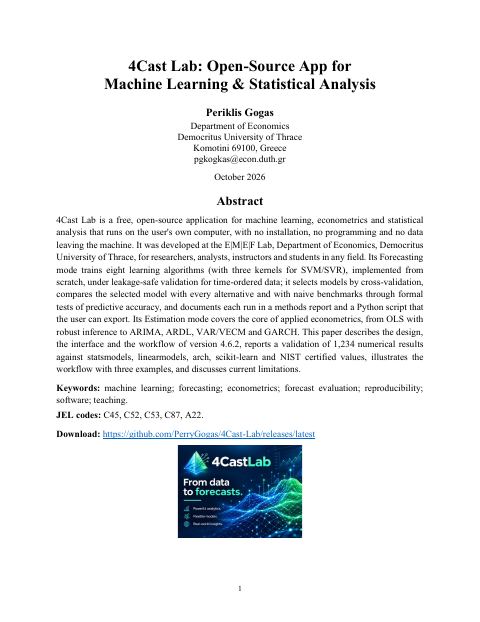 4Cast Lab: Open-Source App for
Machine Learning & Statistical Analysis
Periklis Gogas
Department of Economics
Democritus University of Thrace
Komotini 69100, Greece
pgkogkas@econ.duth.gr
October 2026
Abstract
4Cast Lab is a free, open-source application for machine learning, econometrics and statistical
analysis that runs on the user's own computer, with no installation, no programming and no data
leaving the machine. It was developed at the E|M|E|F Lab, Department of Economics, Democritus
University of Thrace, for researchers, analysts, instructors and students in any field. Its Forecasting
mode trains eight learning algorithms (with three kernels for SVM/SVR), implemented from
scratch, under leakage-safe validation for time-ordered data; it selects models by cross-validation,
compares the selected model with every alternative and with naive benchmarks through formal
tests of predictive accuracy, and documents each run in a methods report and a Python script that
the user can export. Its Estimation mode covers the core of applied econometrics, from OLS with
robust inference to ARIMA, ARDL, VAR/VECM and GARCH. This paper describes the design,
the interface and the workflow of version 4.6.2, reports a validation of 1,234 numerical results
against statsmodels, linearmodels, arch, scikit-learn and NIST certified values, illustrates the
workflow with three examples, and discusses current limitations.
Keywords: machine learning; forecasting; econometrics; forecast evaluation; reproducibility;
software; teaching.
JEL codes: C45, C52, C53, C87, A22.
Download: https://github.com/PerryGogas/4Cast-Lab/releases/latest
4CastLab
From data
to forecasts.
Powerful analytics
Flexible models
Real-world insights
1